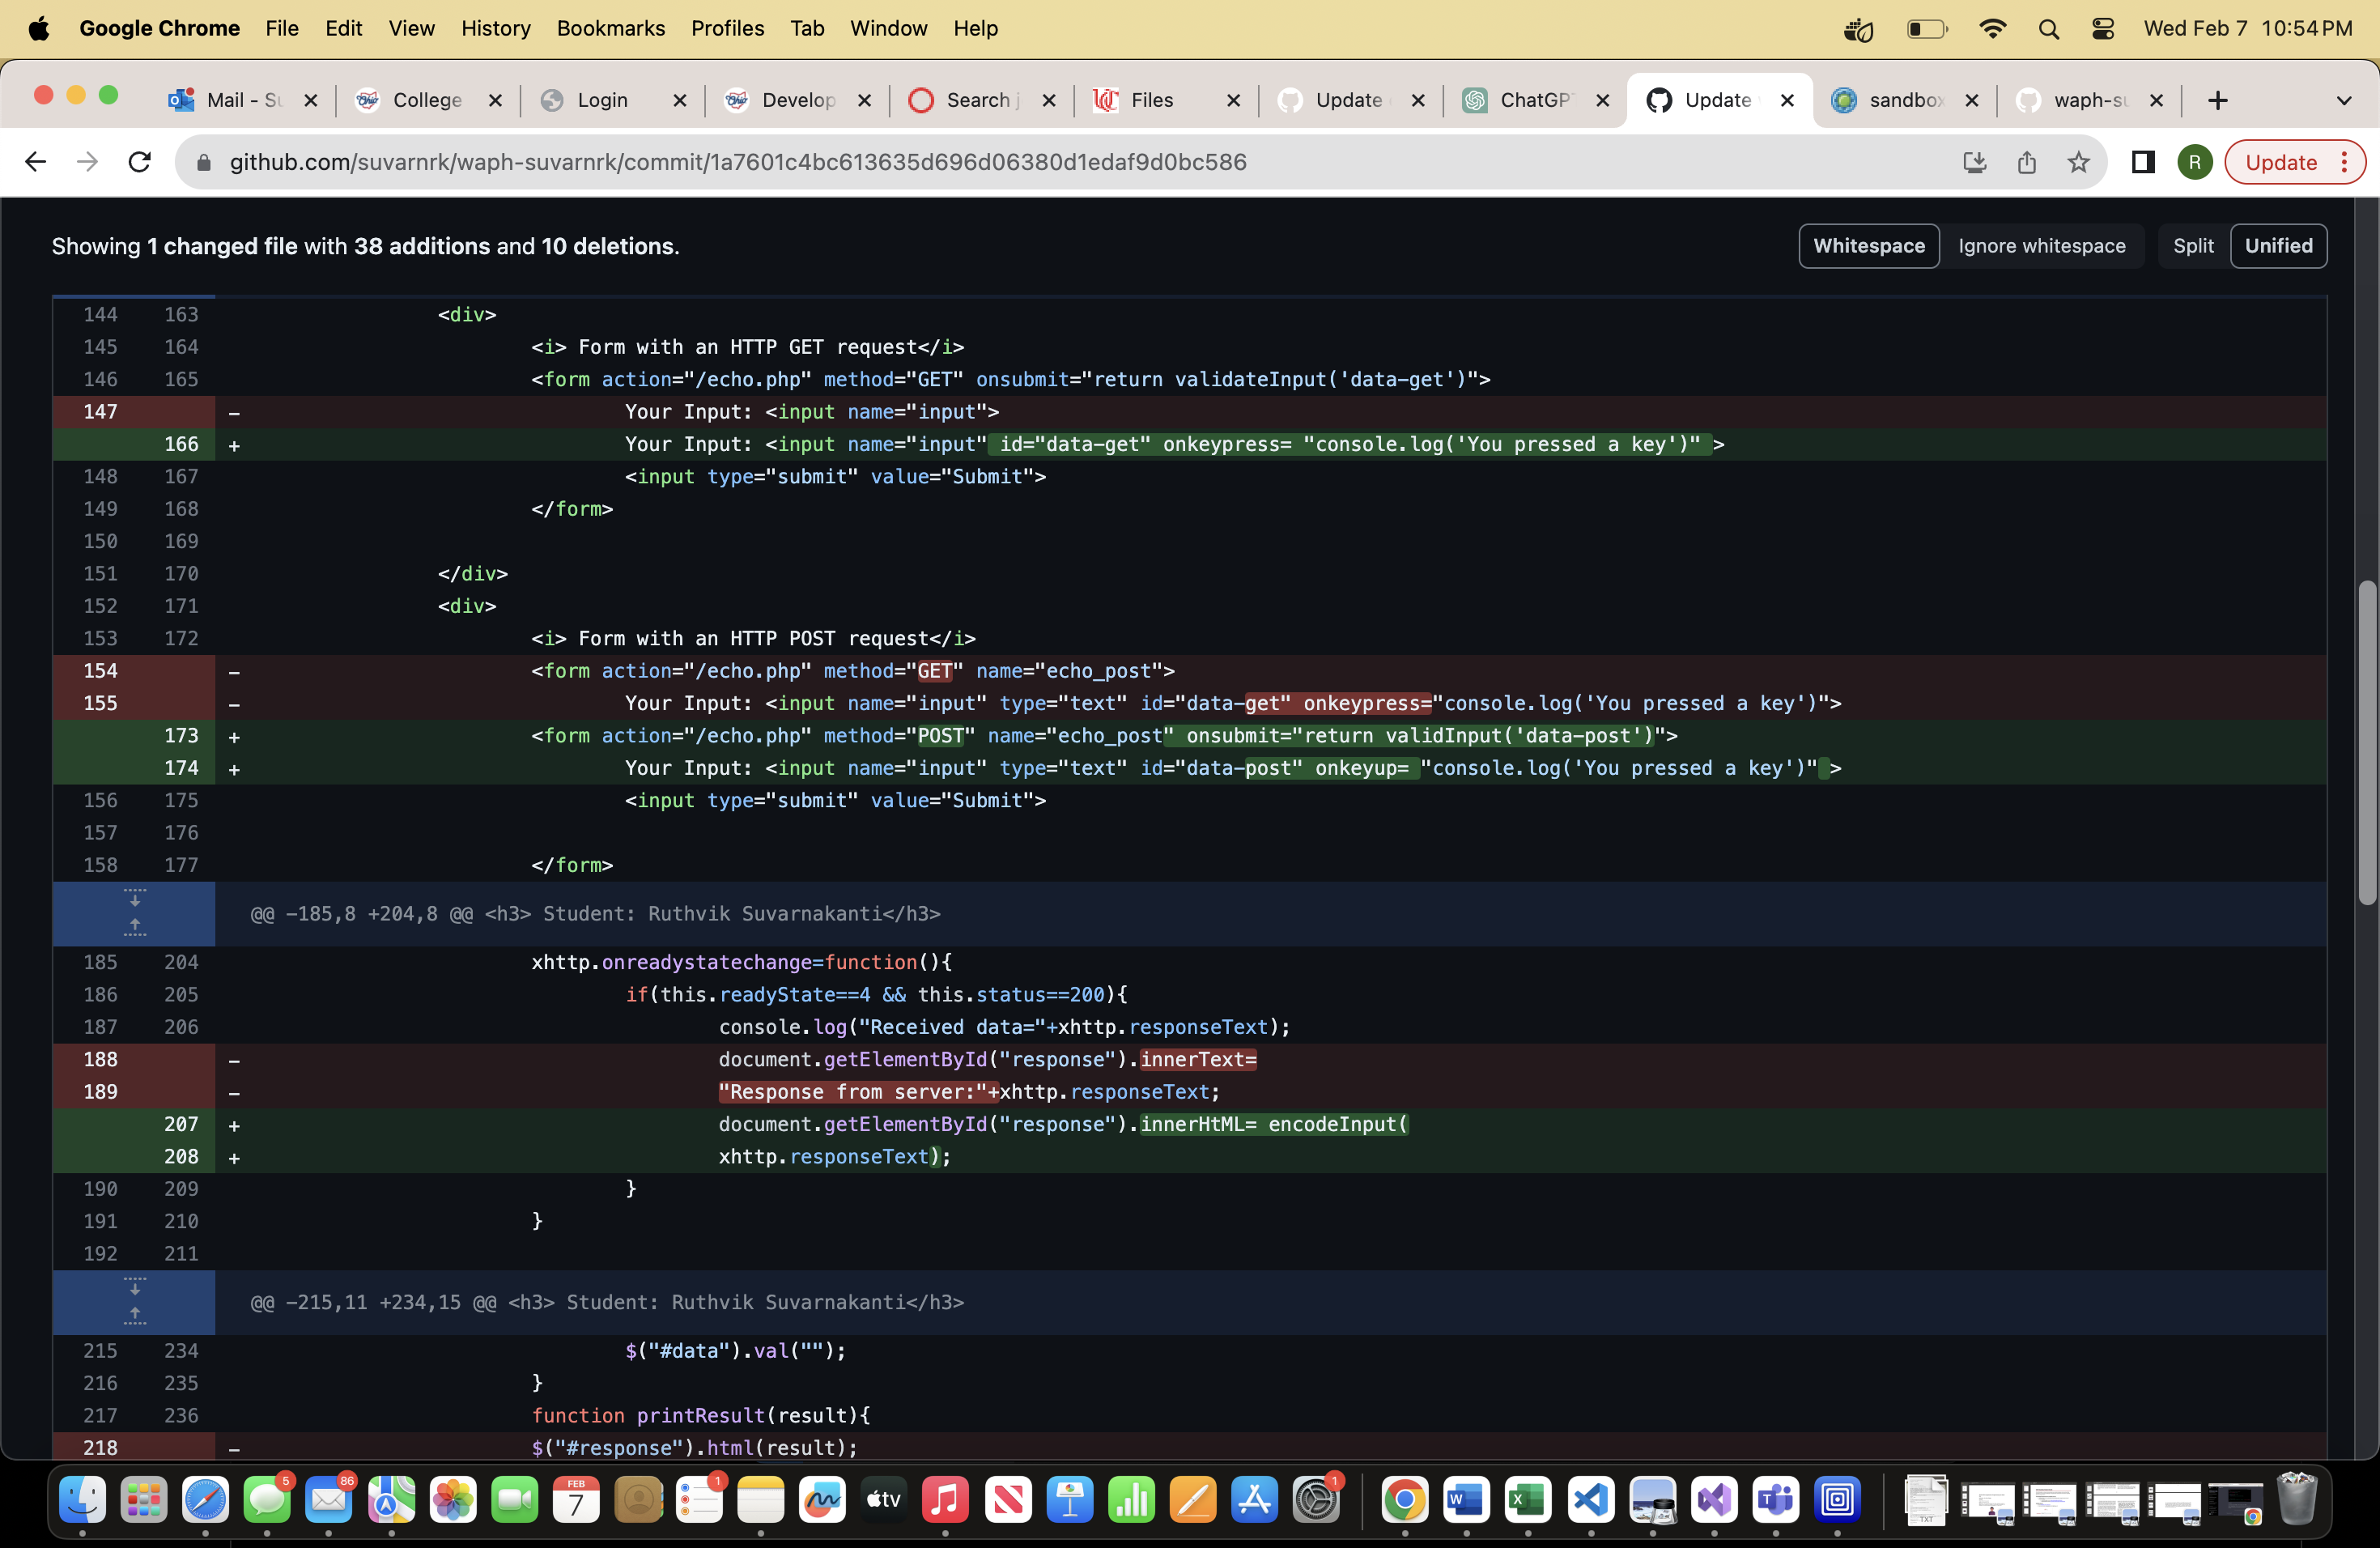 Google Chrome File Edit View History Bookmarks Profiles Tab Window Help Wed Feb 7 10:54 PM
Mail - Su College Login Develop Search j Files Update ChatGPT Update sandbox waph-su
github.com/suvarnrk/waph-suvarnrk/commit/1a7601c4bc613635d696d06380d1edaf9d0bc586 R Update
Showing 1 changed file with 38 additions and 10 deletions. Whitespace Ignore whitespace Split Unified
144 163 <div>
145 164 <i> Form with an HTTP GET request</i>
146 165 <form action="/echo.php" method="GET" onsubmit="return validateInput('data-get')">
147 - Your Input: <input name="input">
166 + Your Input: <input name="input" id="data-get" onkeypress= "console.log('You pressed a key')" >
148 167 <input type="submit" value="Submit">
149 168 </form>
150 169
151 170 </div>
152 171 <div>
153 172 <i> Form with an HTTP POST request</i>
154 - <form action="/echo.php" method="GET" name="echo_post">
155 - Your Input: <input name="input" type="text" id="data-get" onkeypress="console.log('You pressed a key')">
173 + <form action="/echo.php" method="POST" name="echo_post" onsubmit="return validInput('data-post')">
174 + Your Input: <input name="input" type="text" id="data-post" onkeyup= "console.log('You pressed a key')" >
156 175 <input type="submit" value="Submit">
157 176
158 177 </form>
@@ -185,8 +204,8 @@ <h3> Student: Ruthvik Suvarnakanti</h3>
185 204 xhttp.onreadystatechange=function(){
186 205 if(this.readyState==4 && this.status==200){
187 206 console.log("Received data="+xhttp.responseText);
188 - document.getElementById("response").innerText=
189 - "Response from server:"+xhttp.responseText;
207 + document.getElementById("response").innerHtML= encodeInput(
208 + xhttp.responseText);
190 209 }
191 210 }
192 211
@@ -215,11 +234,15 @@ <h3> Student: Ruthvik Suvarnakanti</h3>
215 234 $("#data").val("");
216 235 }
217 236 function printResult(result){
218 - $("#response").html(result);
5 86 FEB 7 1 tv 1 W X T TXT